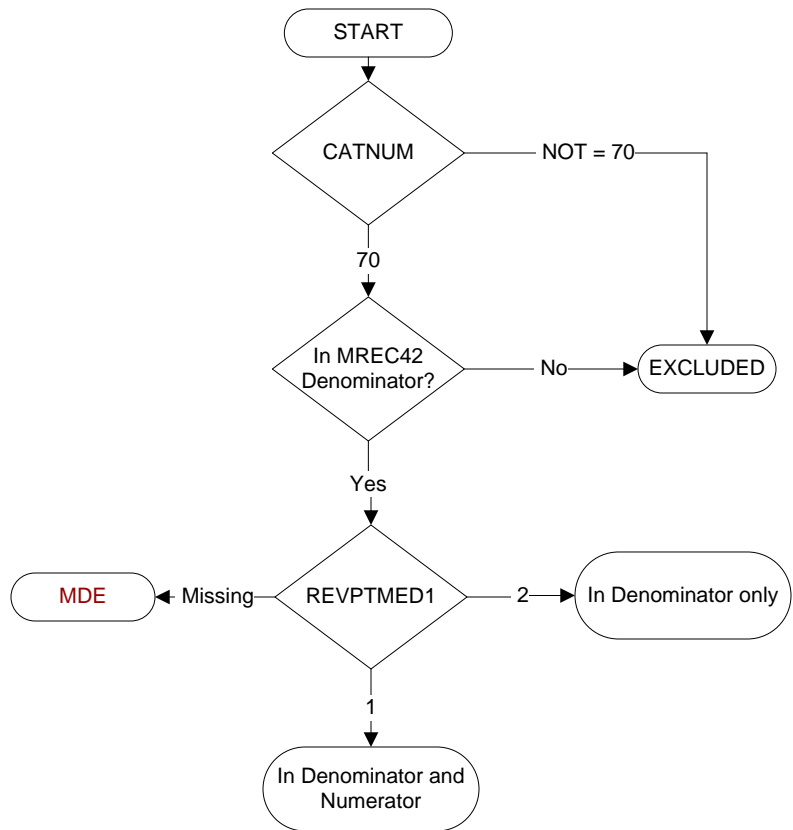 START
CATNUM
NOT = 70
70
In MREC42
Denominator?
No
EXCLUDED
Yes
MDE
Missing
REVPTMED1
2
In Denominator only
1
In Denominator and
Numerator